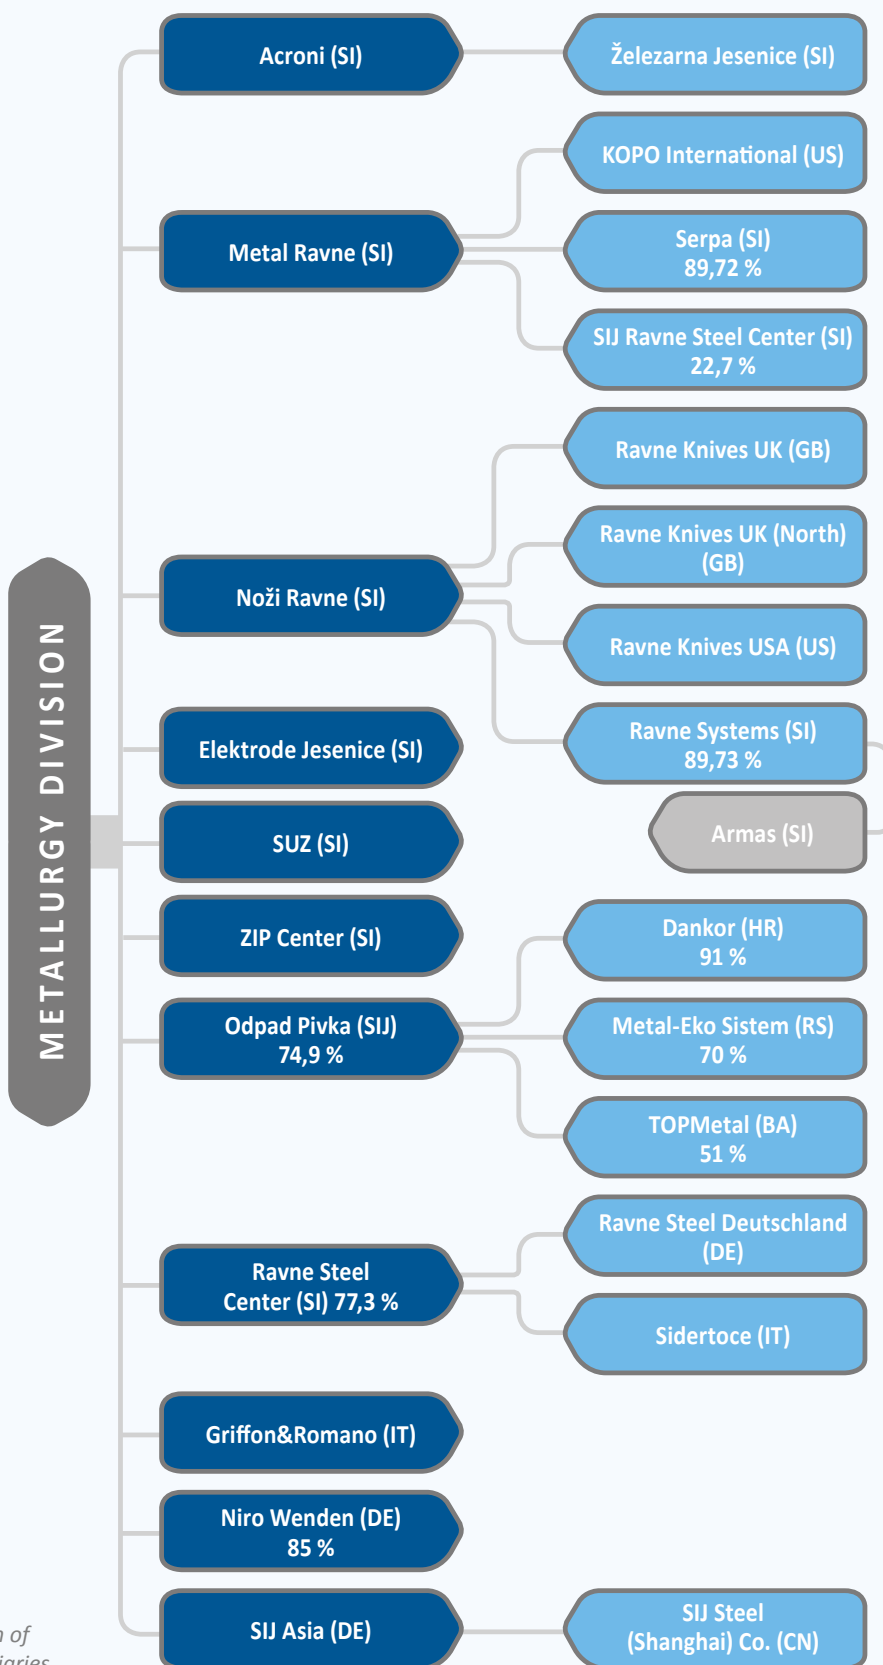 METALLURGY DIVISION
Acroni (SI)
Železarna Jesenice (SI)
Metal Ravne (SI)
KOPO International (US)
Serpa (SI)
89,72 %
SIJ Ravne Steel Center (SI)
22,7 %
Noži Ravne (SI)
Ravne Knives UK (GB)
Ravne Knives UK (North)
(GB)
Ravne Knives USA (US)
Ravne Systems (SI)
89,73 %
Armas (SI)
Elektrode Jesenice (SI)
SUZ (SI)
ZIP Center (SI)
Odpad Pivka (SIJ)
74,9 %
Dankor (HR)
91 %
Metal-Eko Sistem (RS)
70 %
TOPMetal (BA)
51 %
Ravne Steel
Center (SI) 77,3 %
Ravne Steel Deutschland
(DE)
Sidertoce (IT)
Griffon&Romano (IT)
Niro Wenden (DE)
85 %
SIJ Asia (DE)
SIJ Steel
(Shanghai) Co. (CN)
of